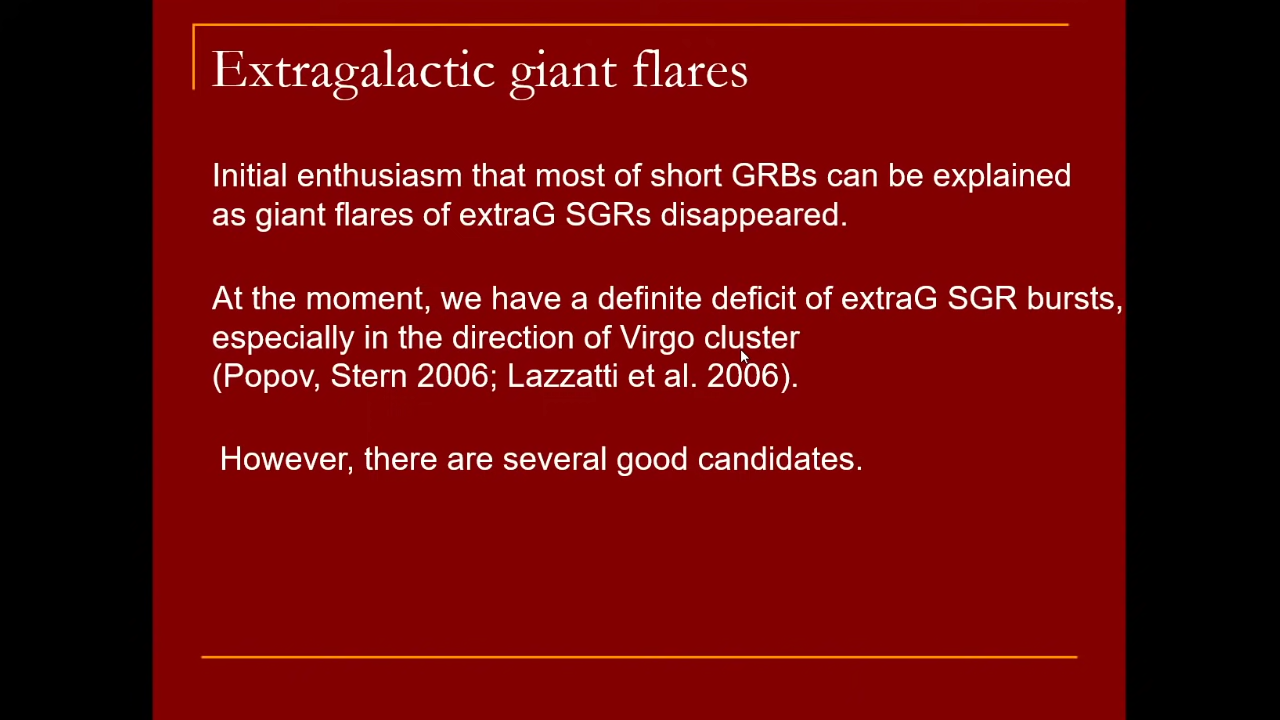 Extragalactic giant flares
Initial enthusiasm that most of short GRBs can be explained
as giant flares of extraG SGRs disappeared.
At the moment, we have a definite deficit of extraG SGR bursts,
especially in the direction of Virgo cluster
(Popov, Stern 2006; Lazzatti et al. 2006).
However, there are several good candidates.